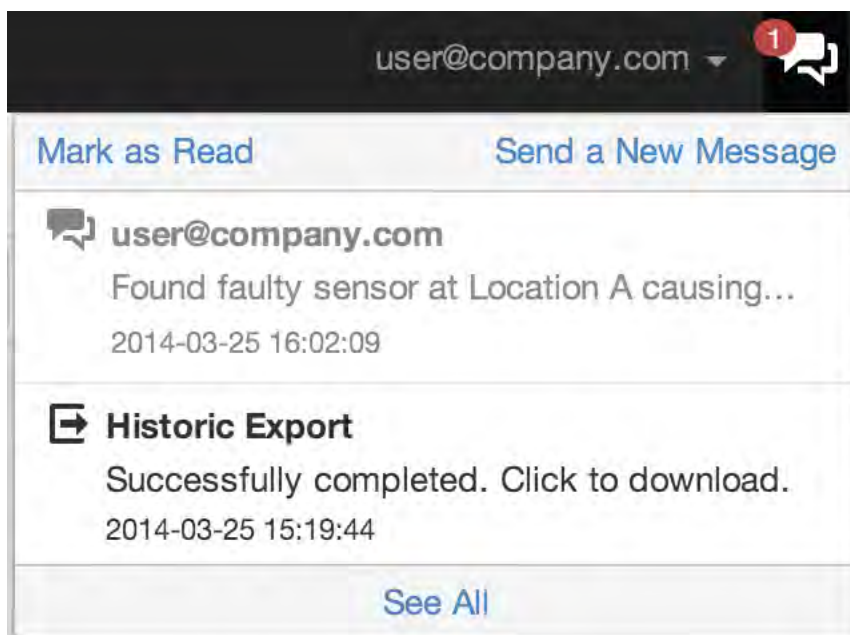 user@company.com
1
Mark as Read
Send a New Message
user@company.com
Found faulty sensor at Location A causing...
2014-03-25 16:02:09
Historic Export
Successfully completed. Click to download.
2014-03-25 15:19:44
See All